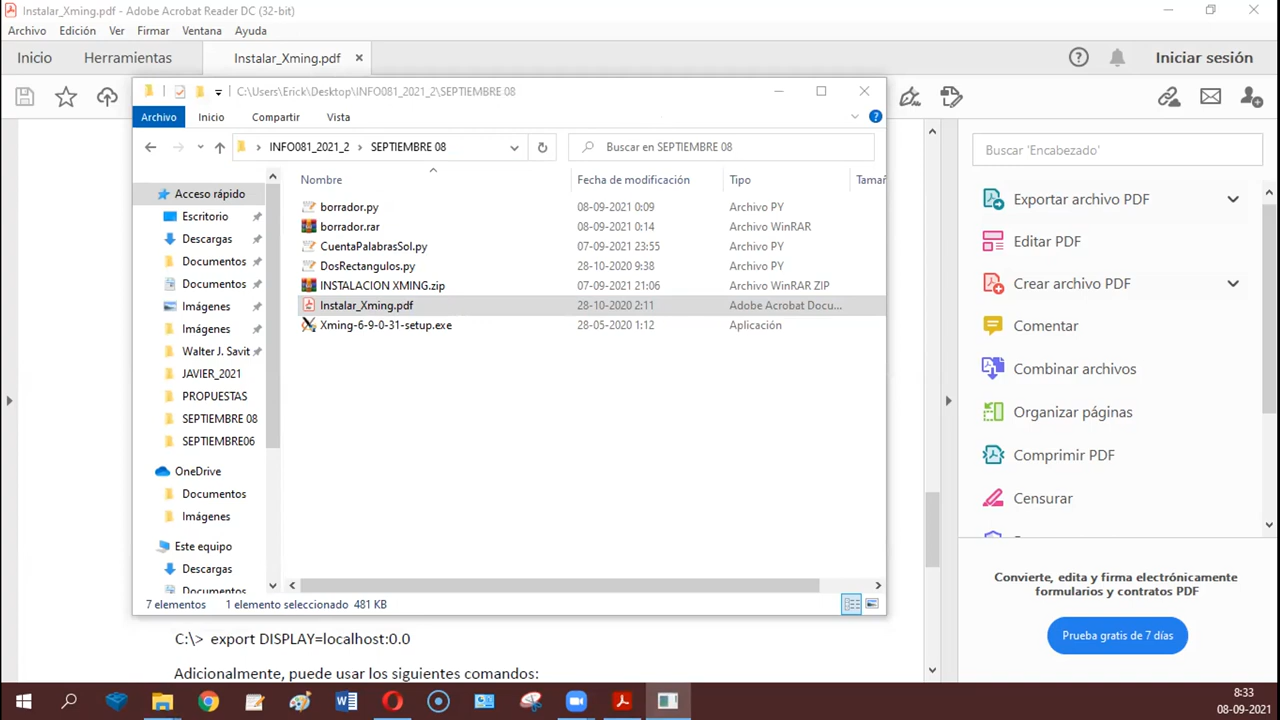 Instalar_Xming.pdf - Adobe Acrobat Reader DC (32-bit)
Archivo Edición Ver Firmar Ventana Ayuda
Inicio Herramientas Instalar_Xming.pdf Iniciar sesión
C:\Users\Erick\Desktop\INFO081_2021_2\SEPTIEMBRE 08
Archivo Inicio Compartir Vista
INFO081_2021_2 SEPTIEMBRE 08 Buscar en SEPTIEMBRE 08
Nombre Fecha de modificación Tipo Tamañ
borrador.py 08-09-2021 0:09 Archivo PY
borrador.rar 08-09-2021 0:14 Archivo WinRAR
CuentaPalabrasSol.py 07-09-2021 23:55 Archivo PY
DosRectangulos.py 28-10-2020 9:38 Archivo PY
INSTALACION XMING.zip 07-09-2021 21:06 Archivo WinRAR ZIP
Instalar_Xming.pdf 28-10-2020 2:11 Adobe Acrobat Docu...
Xming-6-9-0-31-setup.exe 28-05-2020 1:12 Aplicación
Acceso rápido
Escritorio
Descargas
Documentos
Documentos
Imágenes
Imágenes
Walter J. Savit
JAVIER_2021
PROPUESTAS
SEPTIEMBRE 08
SEPTIEMBRE06
OneDrive
Documentos
Imágenes
Este equipo
Descargas
Documentos
7 elementos 1 elemento seleccionado 481 KB
C:\> export DISPLAY=localhost:0.0
Adicionalmente, puede usar los siguientes comandos:
Buscar 'Encabezado'
Exportar archivo PDF
Editar PDF
Crear archivo PDF
Comentar
Combinar archivos
Organizar páginas
Comprimir PDF
Censurar
Convierte, edita y firma electrónicamente
formularios y contratos PDF
Prueba gratis de 7 días
8:33
08-09-2021